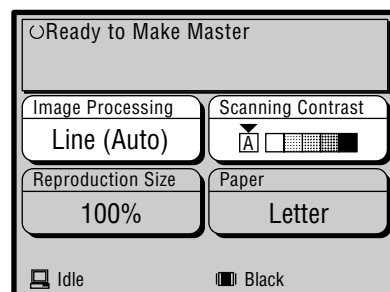 Ready to Make Master
Image Processing
Scanning Contrast
Line (Auto)
A
Reproduction Size
Paper
100%
Letter
Idle
Black